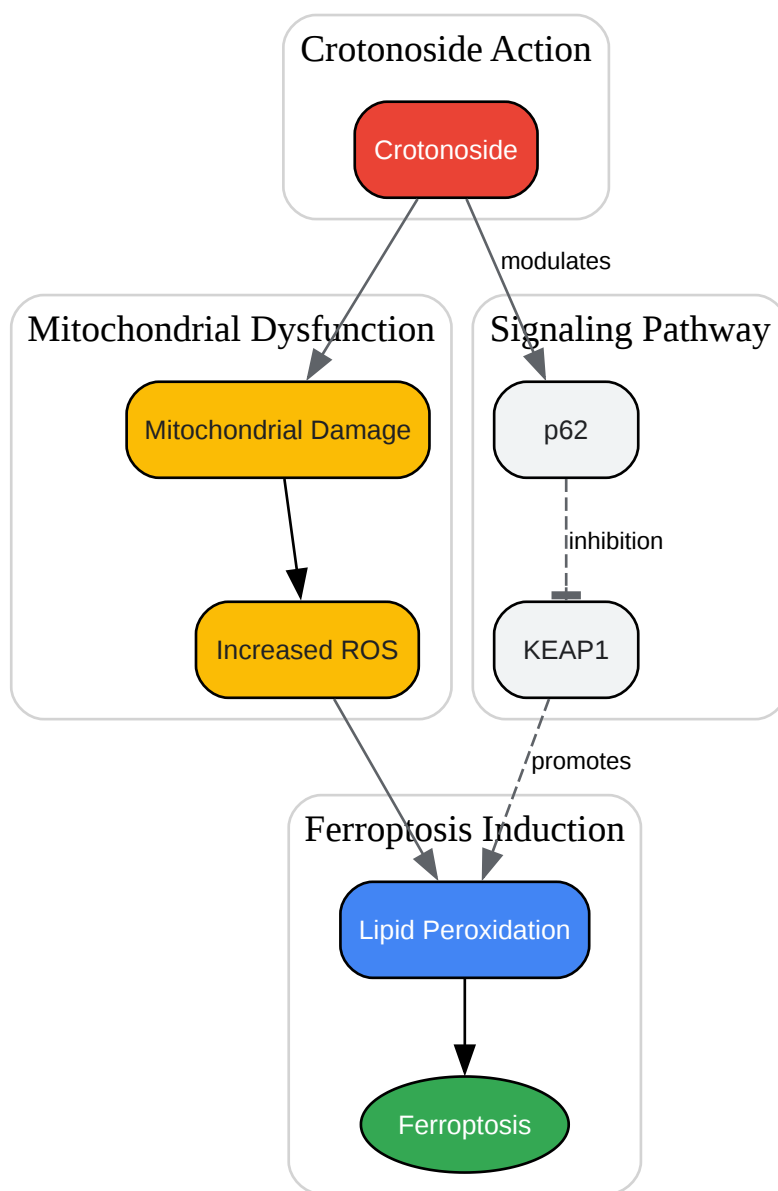 Crotonoside Action
Crotonoside
modulates
Mitochondrial Dysfunction
Signaling Pathway
Mitochondrial Damage
p62
inhibition
Increased ROS
KEAP1
promotes
Ferroptosis Induction
Lipid Peroxidation
Ferroptosis